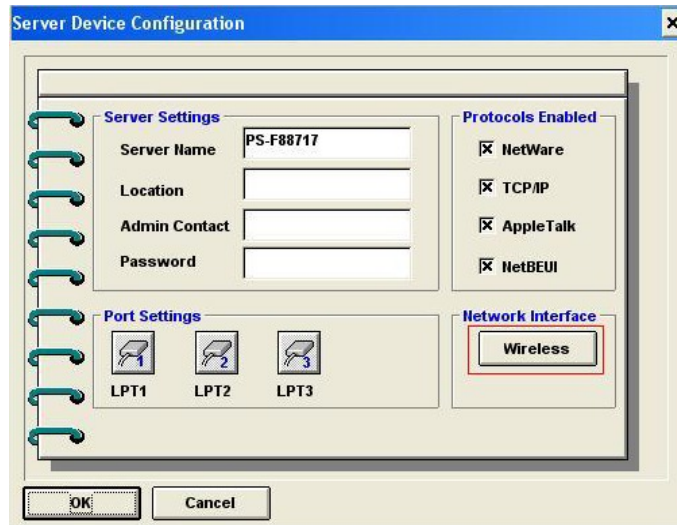 Server Device Configuration
Server Settings
Server Name PS-F88717
Location
Admin Contact
Password
Protocols Enabled
NetWare
TCP/IP
AppleTalk
NetBEUI
Port Settings
1 2 3
LPT1 LPT2 LPT3
Network Interface
Wireless
OK Cancel